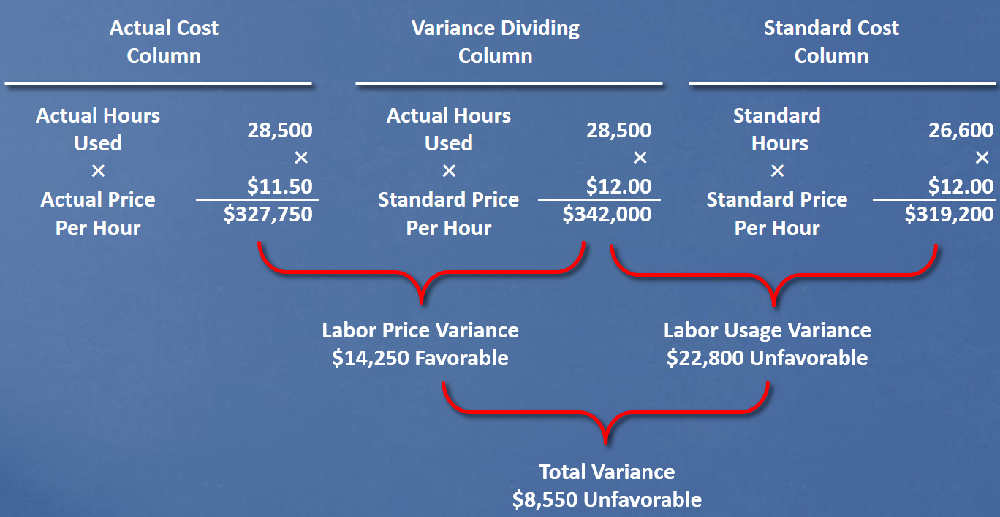 Actual Cost
Column
Variance Dividing
Column
Standard Cost
Column
Actual Hours
Used
×
Actual Price
Per Hour
28,500
×
$11.50
$327,750
Actual Hours
Used
×
Standard Price
Per Hour
28,500
×
$12.00
$342,000
Standard
Hours
×
Standard Price
Per Hour
26,600
×
$12.00
$319,200
Labor Price Variance
$14,250 Favorable
Labor Usage Variance
$22,800 Unfavorable
Total Variance
$8,550 Unfavorable